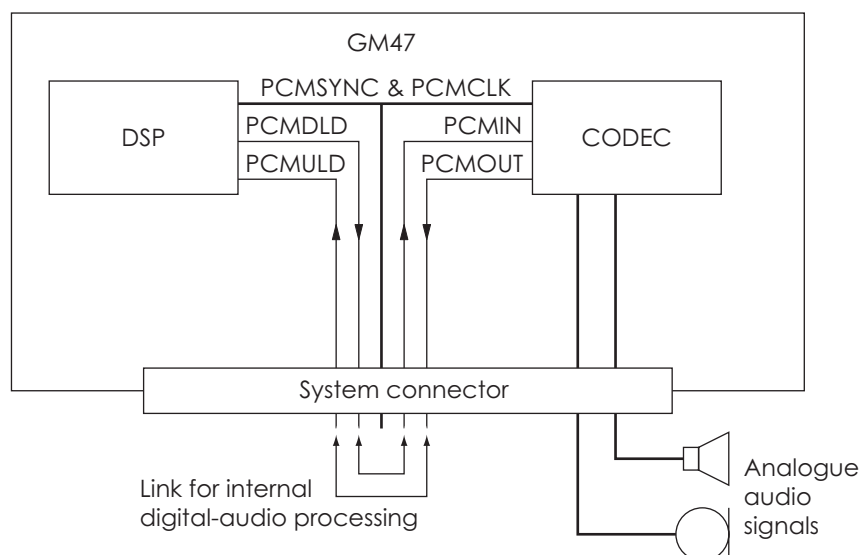 GM47
PCMSYNC & PCMCLK
DSP
PCMDLD
PCMULD
PCMIN
PCMOUT
CODEC
System connector
Link for internal
digital-audio processing
Analogue
audio
signals